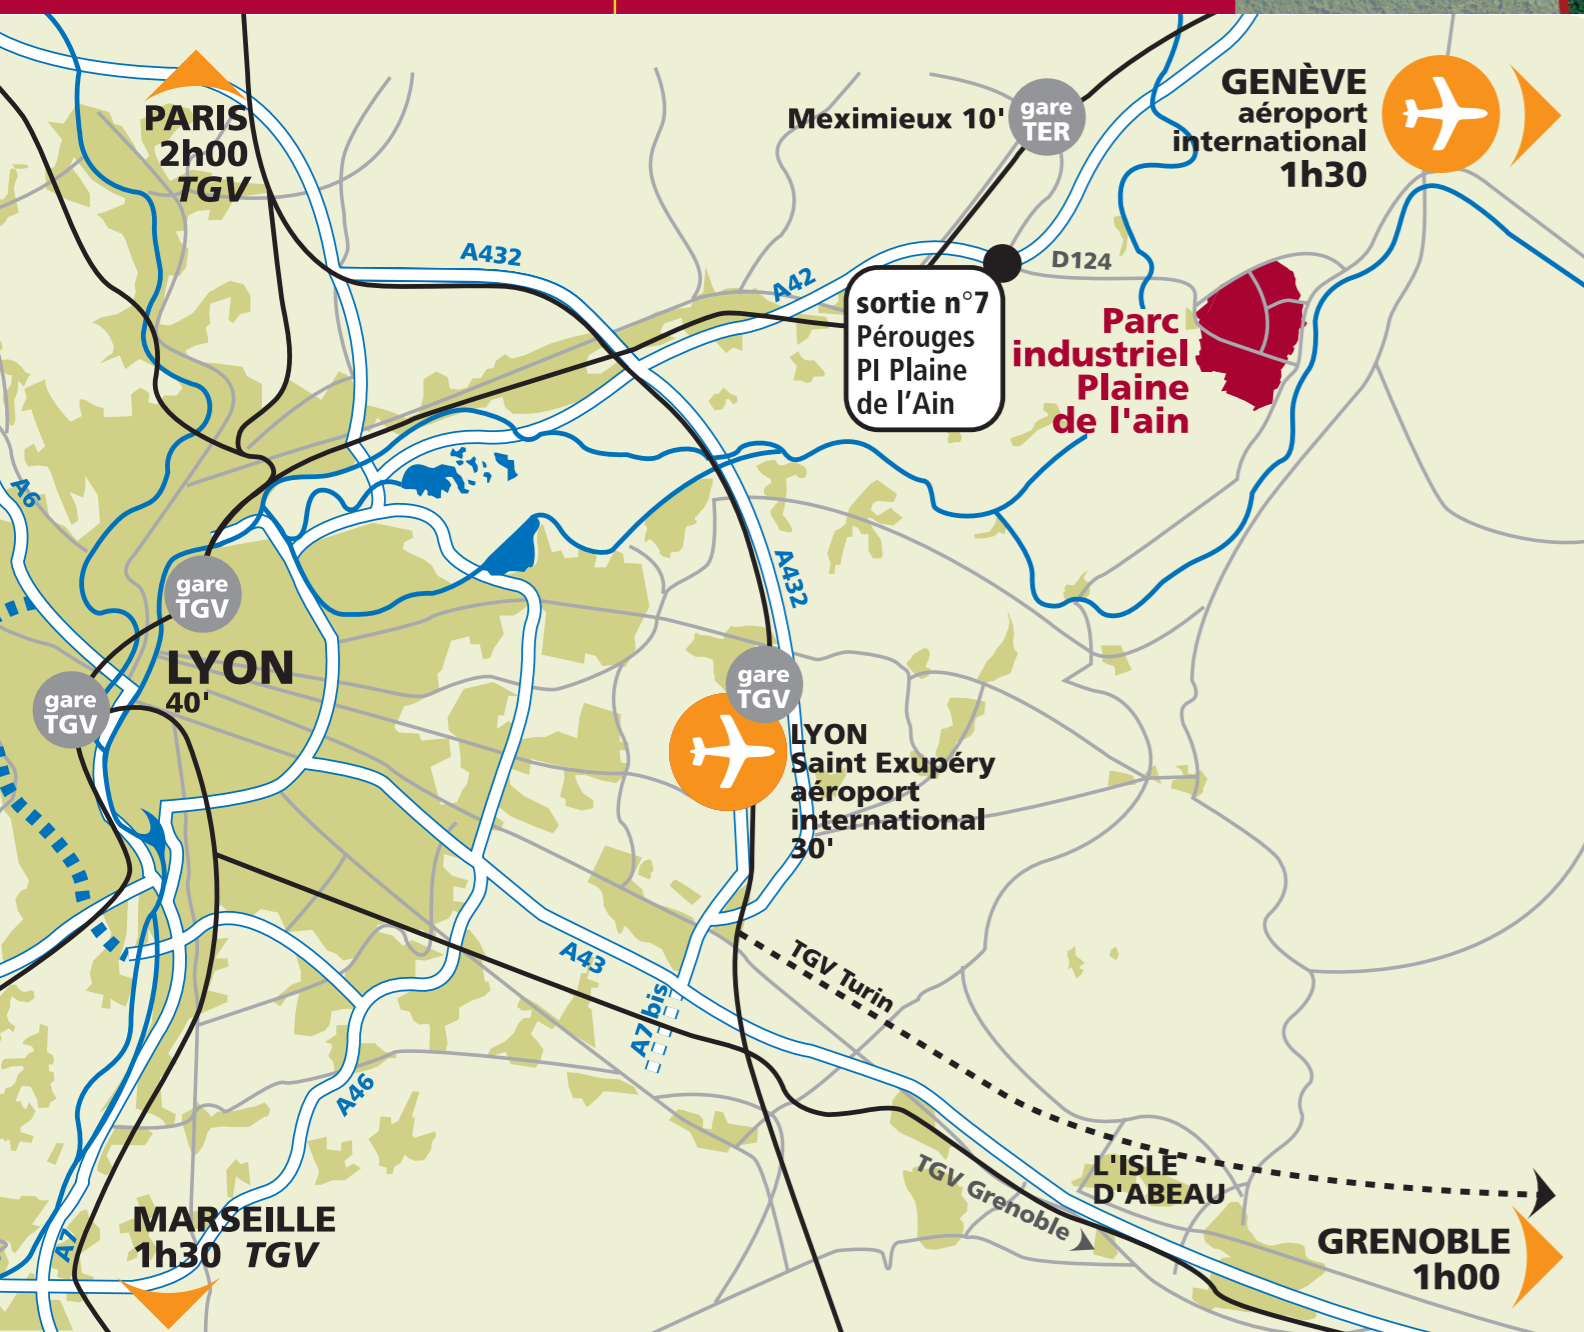 PARIS
2h00
TGV
Meximieux 10'
gare
TER
GENÈVE
aéroport
international
1h30
A432
A42
D124
sortie n°7
Pérouges
PI Plaine
de l'Ain
Parc
industriel
Plaine
de l'ain
A6
gare
TGV
LYON
40'
gare
TGV
A432
gare
TGV
LYON
Saint Exupéry
aéroport
international
30'
A43
A7 bis
TGV Turin
A46
TGV Grenoble
L'ISLE
D'ABEAU
MARSEILLE
1h30 TGV
A7
GRENOBLE
1h00